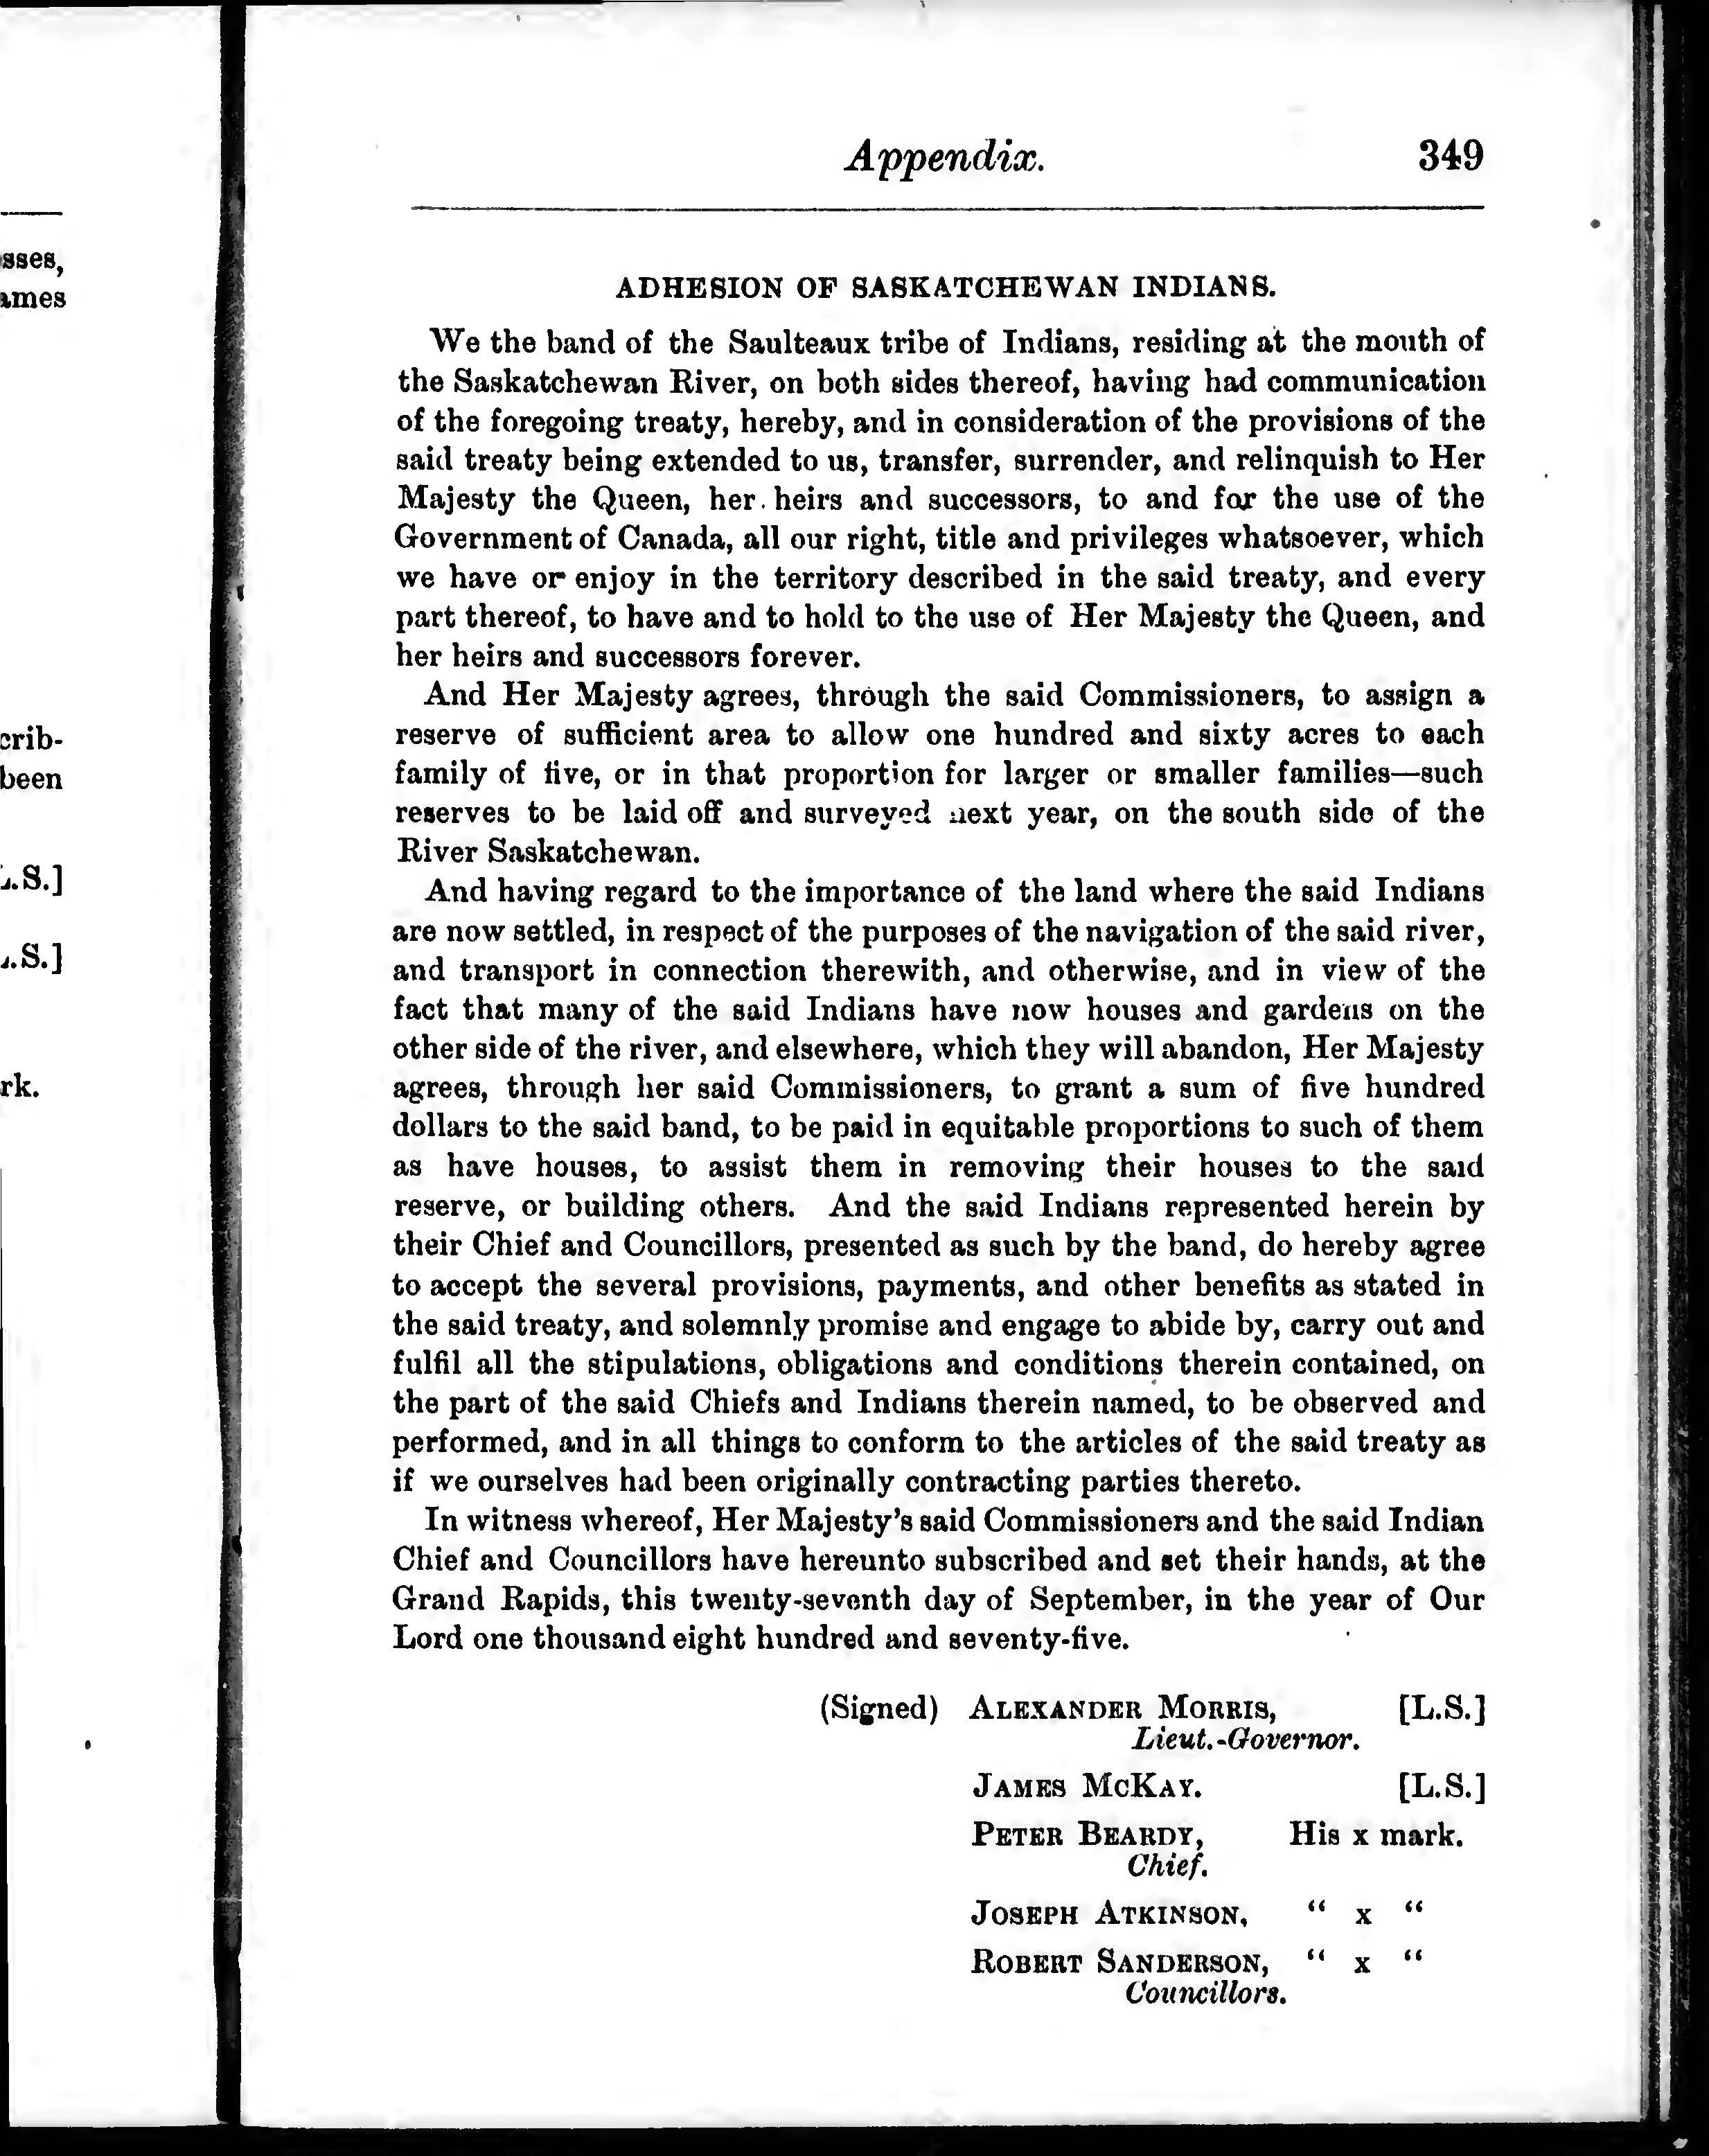 sses,
ames
crib-
been
L.S.]
L.S.]
rk.
Appendix. 349
ADHESION OF SASKATCHEWAN INDIANS.
We the band of the Saulteaux tribe of Indians, residing at the mouth of
the Saskatchewan River, on both sides thereof, having had communication
of the foregoing treaty, hereby, and in consideration of the provisions of the
said treaty being extended to us, transfer, surrender, and relinquish to Her
Majesty the Queen, her heirs and successors, to and for the use of the
Government of Canada, all our right, title and privileges whatsoever, which
we have or enjoy in the territory described in the said treaty, and every
part thereof, to have and to hold to the use of Her Majesty the Queen, and
her heirs and successors forever.
And Her Majesty agrees, through the said Commissioners, to assign a
reserve of sufficient area to allow one hundred and sixty acres to each
family of five, or in that proportion for larger or smaller families—such
reserves to be laid off and surveyed next year, on the south side of the
River Saskatchewan.
And having regard to the importance of the land where the said Indians
are now settled, in respect of the purposes of the navigation of the said river,
and transport in connection therewith, and otherwise, and in view of the
fact that many of the said Indians have now houses and gardens on the
other side of the river, and elsewhere, which they will abandon, Her Majesty
agrees, through her said Commissioners, to grant a sum of five hundred
dollars to the said band, to be paid in equitable proportions to such of them
as have houses, to assist them in removing their houses to the said
reserve, or building others. And the said Indians represented herein by
their Chief and Councillors, presented as such by the band, do hereby agree
to accept the several provisions, payments, and other benefits as stated in
the said treaty, and solemnly promise and engage to abide by, carry out and
fulfil all the stipulations, obligations and conditions therein contained, on
the part of the said Chiefs and Indians therein named, to be observed and
performed, and in all things to conform to the articles of the said treaty as
if we ourselves had been originally contracting parties thereto.
In witness whereof, Her Majesty's said Commissioners and the said Indian
Chief and Councillors have hereunto subscribed and set their hands, at the
Grand Rapids, this twenty-seventh day of September, in the year of Our
Lord one thousand eight hundred and seventy-five.
(Signed) ALEXANDER MORRIS, [L.S.]
Lieut.-Governor.
JAMES MCKAY. [L.S.]
PETER BEARDY, His x mark.
Chief.
JOSEPH ATKINSON, “ x “
ROBERT SANDERSON, “ x “
Councillors.